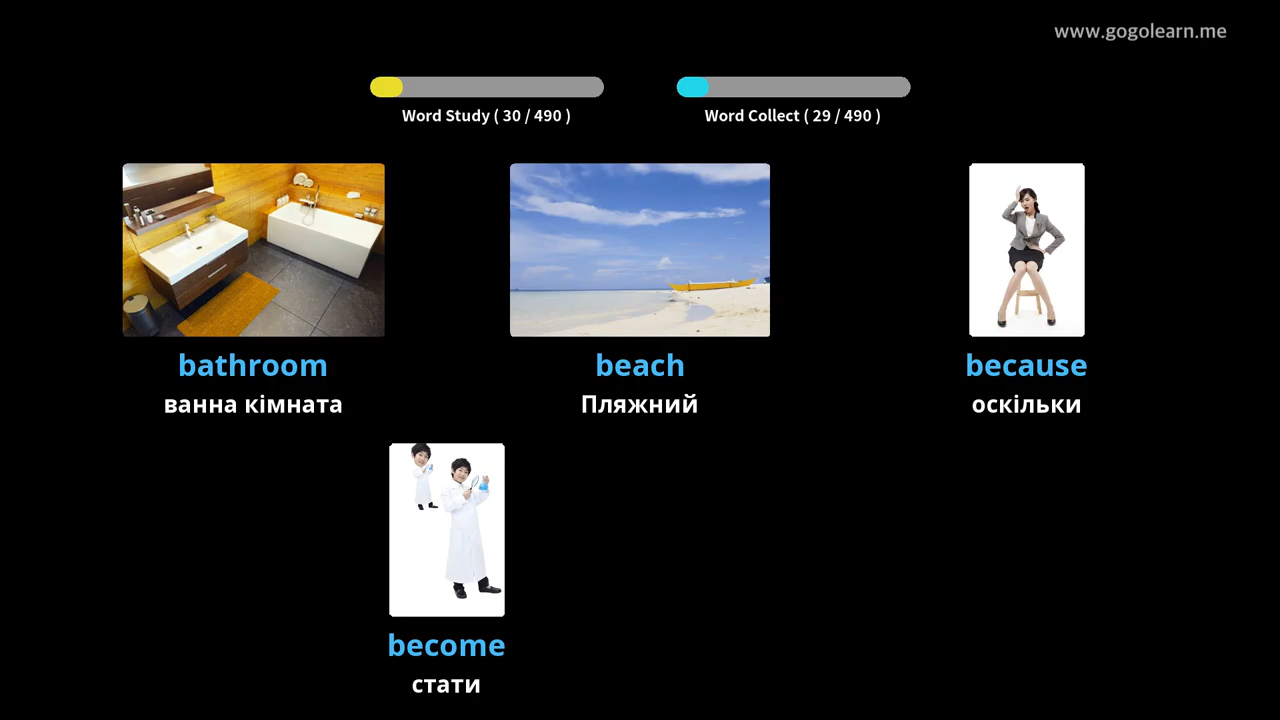 www.gogolearn.me
Word Study ( 30 / 490 )
Word Collect ( 29 / 490 )
bathroom
ванна кімната
beach
Пляжний
because
оскільки
become
стати